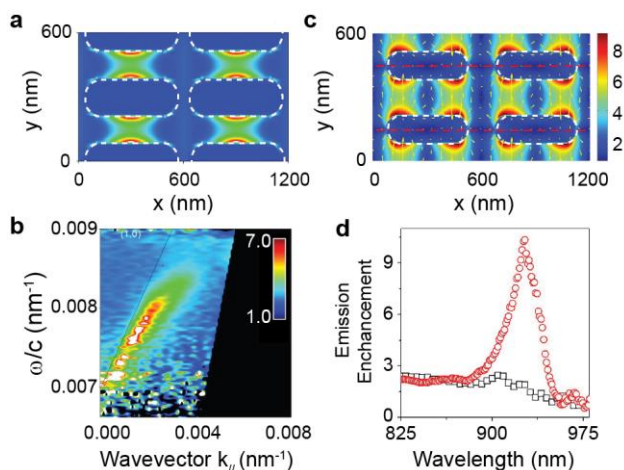 a
600
y (nm)
0
0
600
1200
x (nm)
c
600
y (nm)
0
0
600
1200
x (nm)
8
6
4
2
b
0.009
0.008
0.007
ω/c (nm⁻¹)
(1,0)
7.0
1.0
0.000
0.004
0.008
Wavevector k// (nm⁻¹)
d
9
6
3
0
Emission
Enchancement
825
900
975
Wavelength (nm)